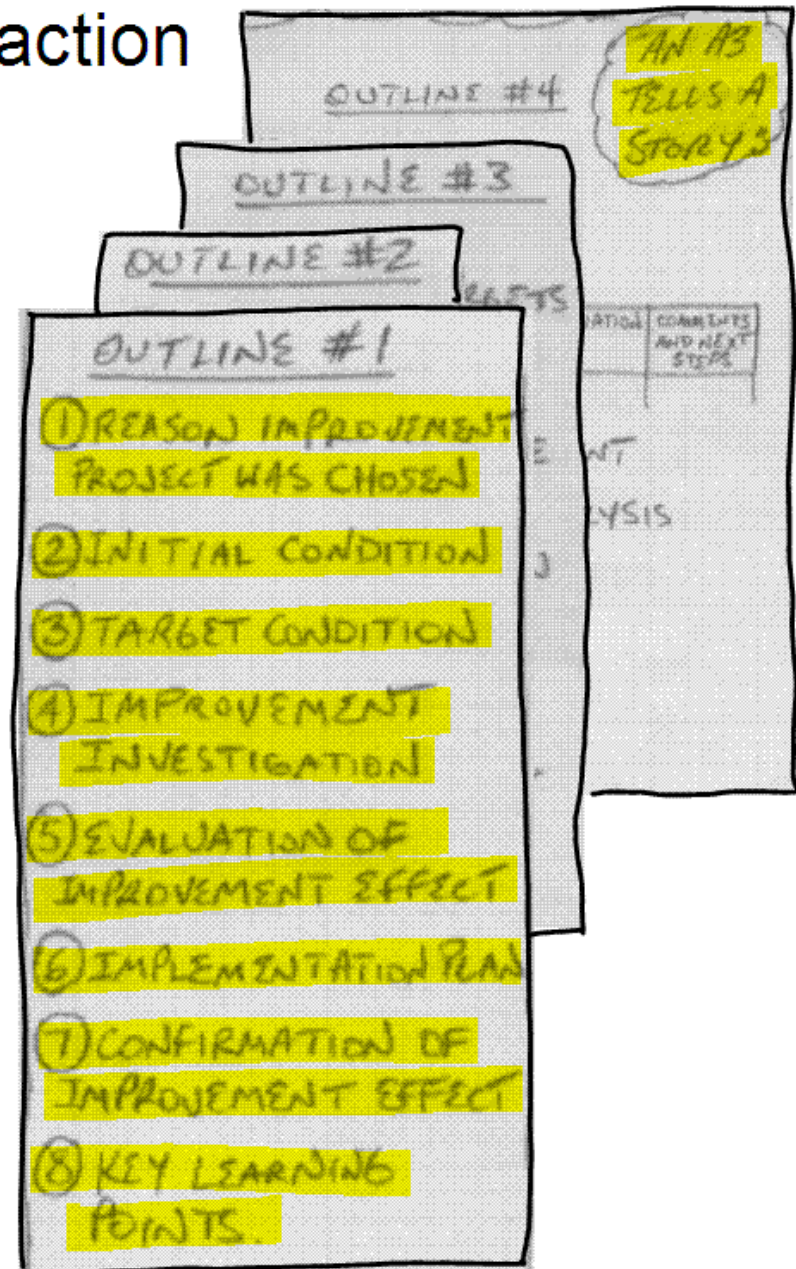 action
AN A3
TELLS A
STORY!
OUTLINE #4
OUTLINE #3
OUTLINE #2
COMMENTS
AND NEXT
STEPS
OUTLINE #1
① REASON IMPROVEMENT
PROJECT WAS CHOSEN
② INITIAL CONDITION
③ TARGET CONDITION
④ IMPROVEMENT
INVESTIGATION
⑤ EVALUATION OF
IMPROVEMENT EFFECT
⑥ IMPLEMENTATION PLAN
⑦ CONFIRMATION OF
IMPROVEMENT EFFECT
⑧ KEY LEARNING
POINTS.